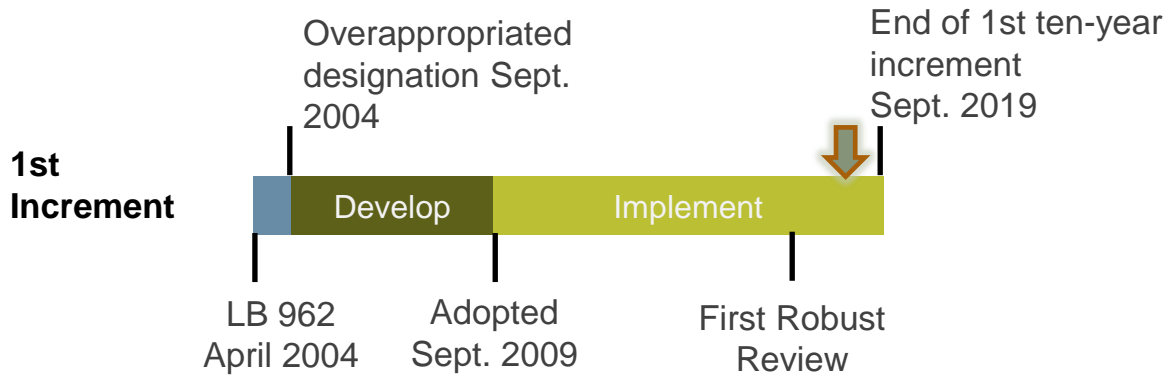 Overappropriated
designation Sept.
2004
End of 1st ten-year
increment
Sept. 2019
1st
Increment
Develop
Implement
LB 962
April 2004
Adopted
Sept. 2009
First Robust
Review